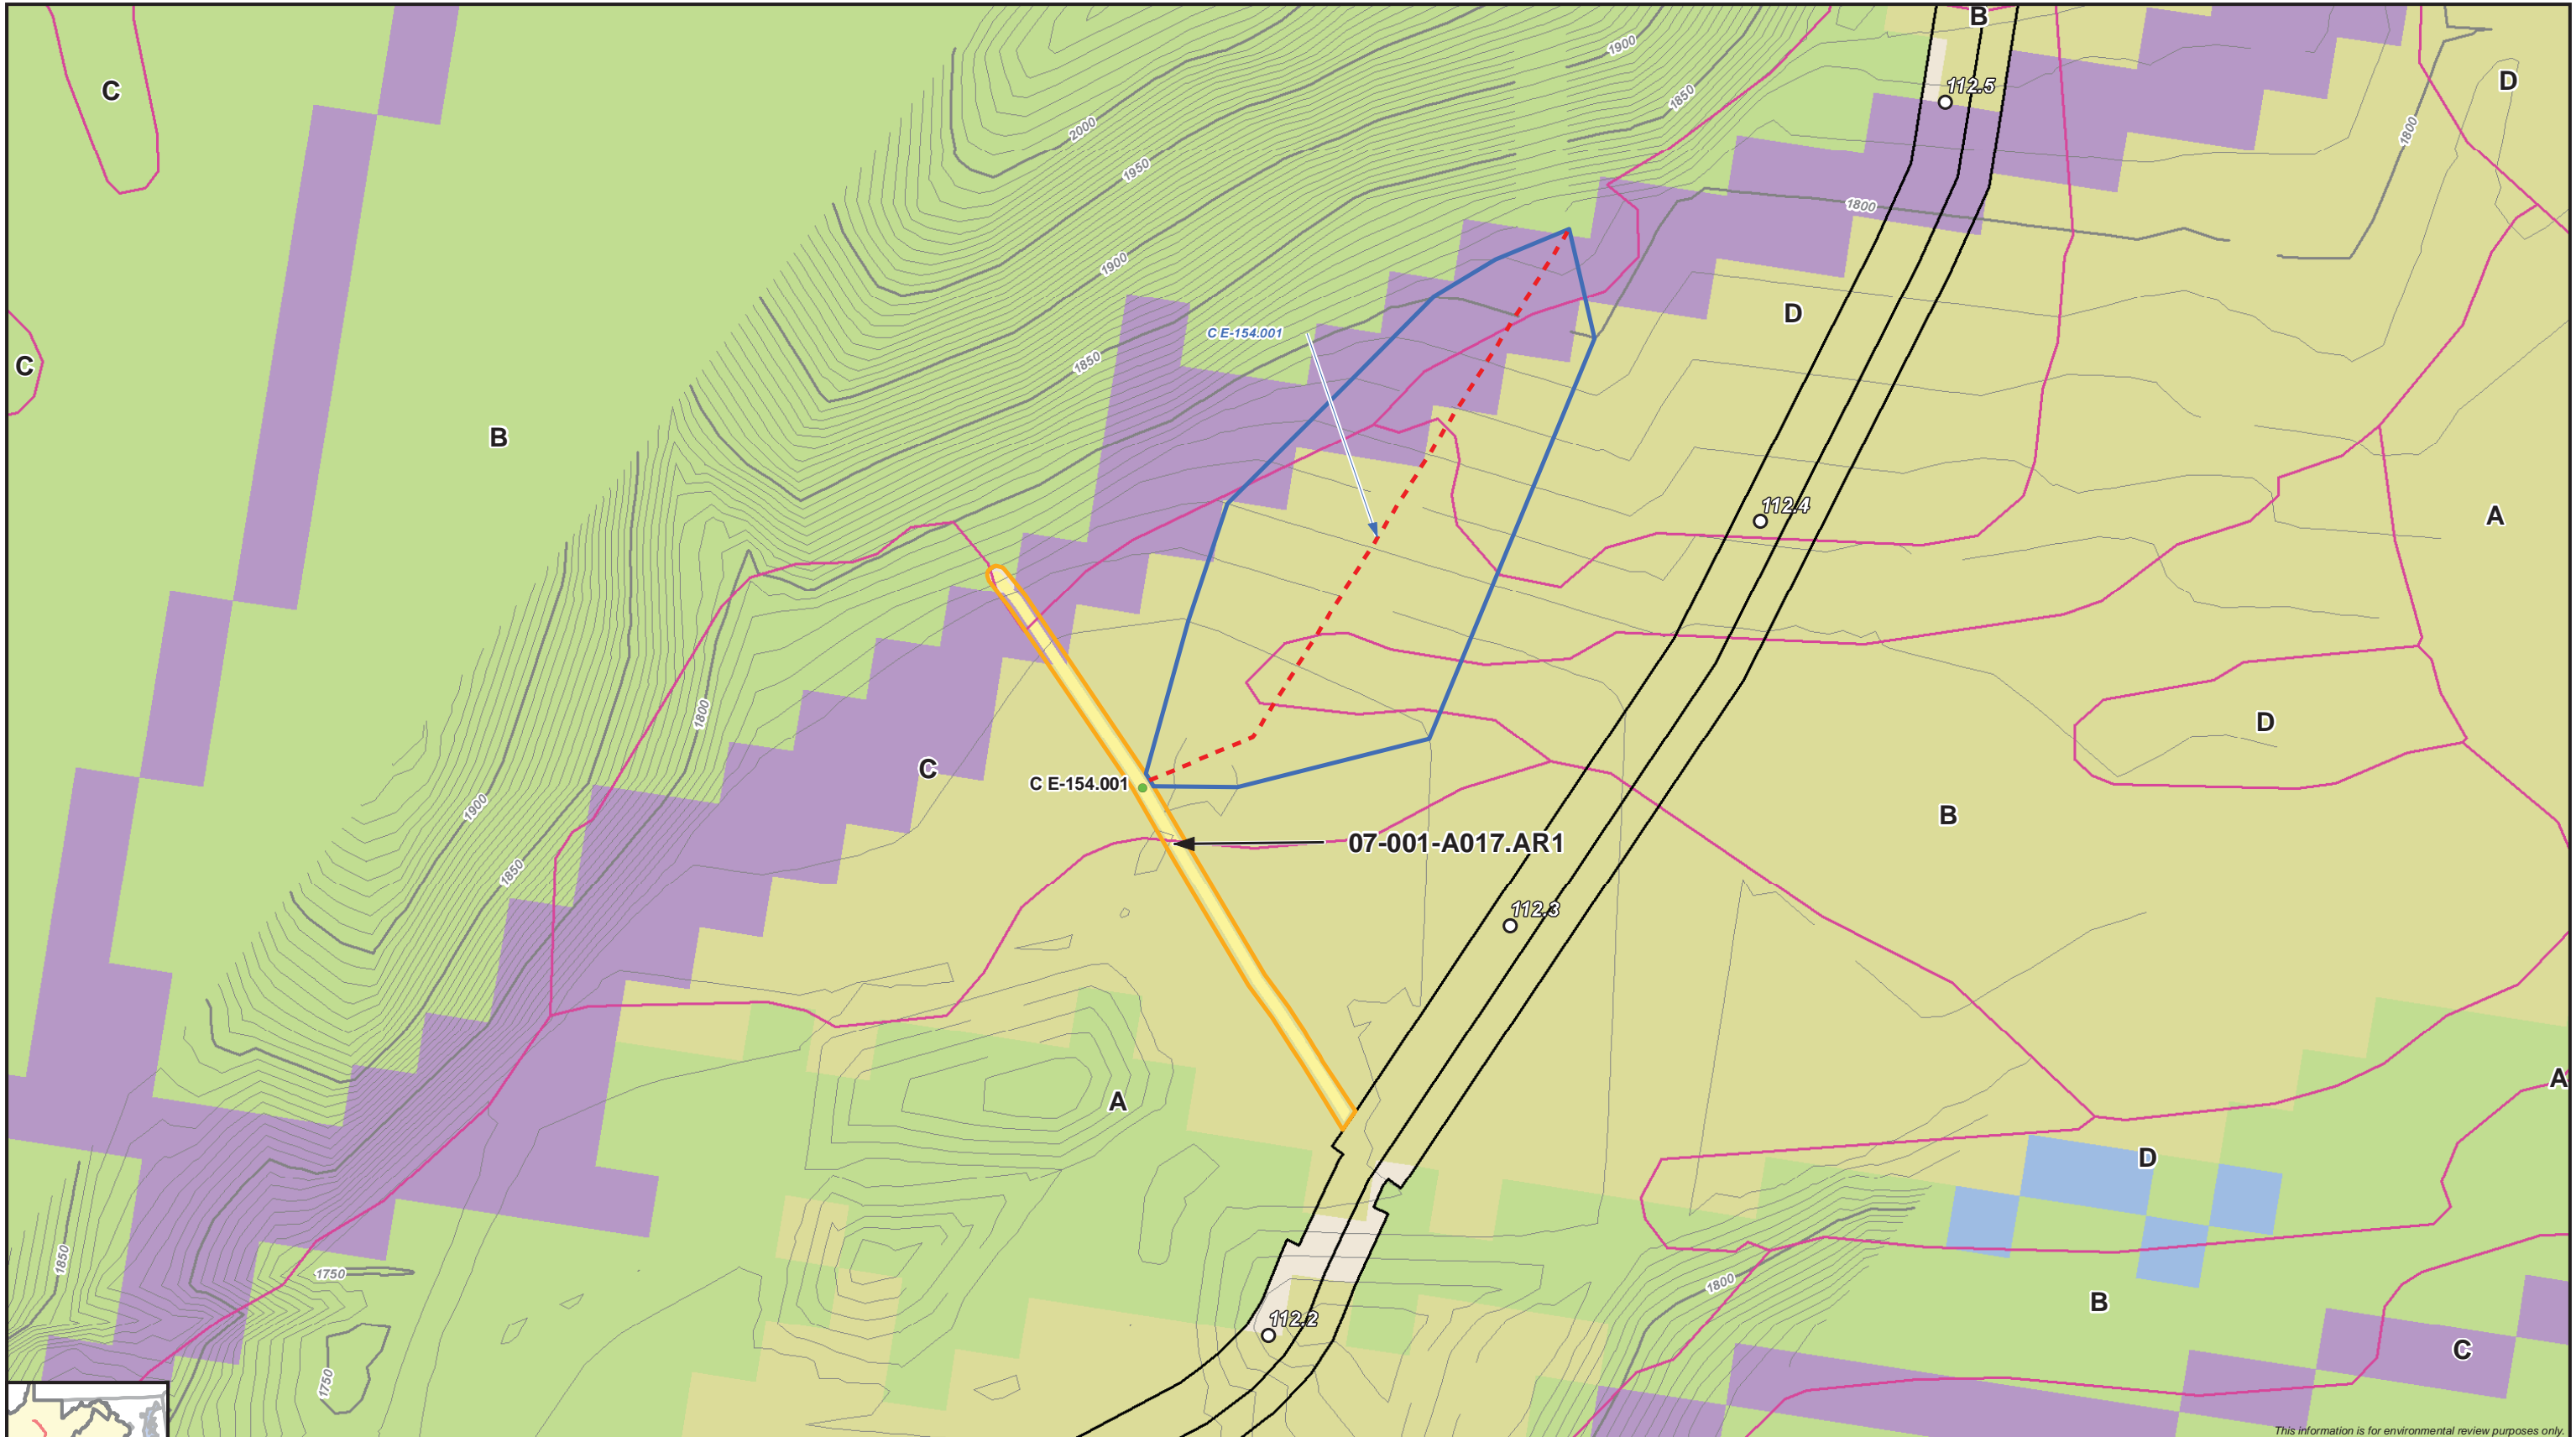 B
1900
112.5
D
C
1850
2000
1800
1950
1800
1900
D
C E-154.001
1850
C
B
112.4
A
1800
D
C
C E-154.001
1900
B
07-001-A017.AR1
1850
112.3
A
A
D
1850
1750
1800
B
112.2
C
1750
This information is for environmental review purposes only.